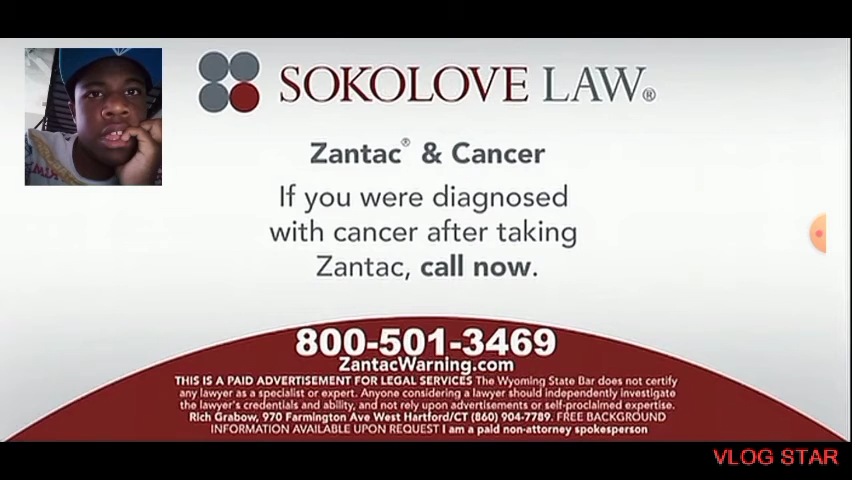 SOKOLOVE LAW®
Zantac® & Cancer
If you were diagnosed
with cancer after taking
Zantac, call now.
800-501-3469
ZantacWarning.com
THIS IS A PAID ADVERTISEMENT FOR LEGAL SERVICES The Wyoming State Bar does not certify
any lawyer as a specialist or expert. Anyone considering a lawyer should independently investigate
the lawyer's credentials and ability, and not rely upon advertisements or self-proclaimed expertise.
Rich Grabow, 970 Farmington Ave West Hartford/CT (860) 904-7789. FREE BACKGROUND
INFORMATION AVAILABLE UPON REQUEST I am a paid non-attorney spokesperson
VLOG STAR